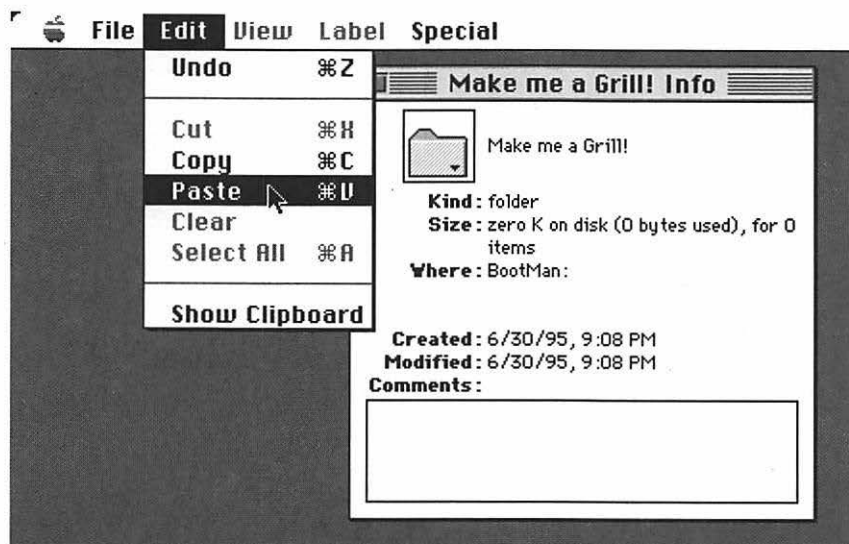 File Edit View Label Special
Undo ⌘Z
Cut ⌘X
Copy ⌘C
Paste ⌘V
Clear
Select All ⌘A
Show Clipboard
Make me a Grill! Info
Make me a Grill!
Kind: folder
Size: zero K on disk (0 bytes used), for 0
items
Where: BootMan:
Created: 6/30/95, 9:08 PM
Modified: 6/30/95, 9:08 PM
Comments: